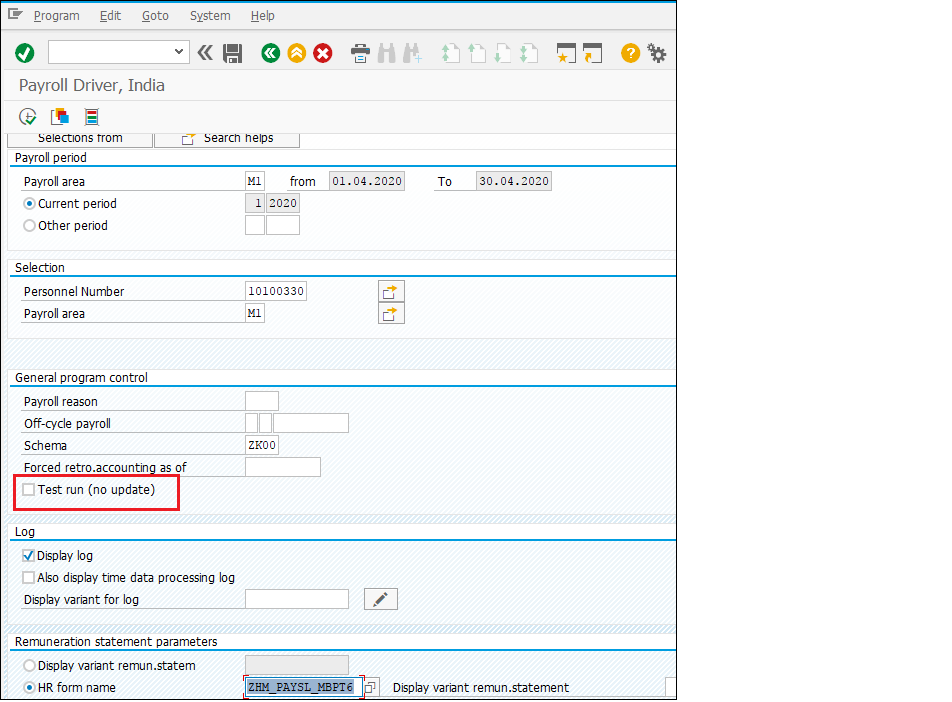 Program Edit Goto System Help
Payroll Driver, India
Selections from Search helps
Payroll period
Payroll area M1 from 01.04.2020 To 30.04.2020
Current period 1 2020
Other period
Selection
Personnel Number 10100330
Payroll area M1
General program control
Payroll reason
Off-cycle payroll
Schema ZK00
Forced retro.accounting as of
Test run (no update)
Log
Display log
Also display time data processing log
Display variant for log
Remuneration statement parameters
Display variant remun.statem
HR form name ZHM_PAYSL_MBPT6 Display variant remun.statement